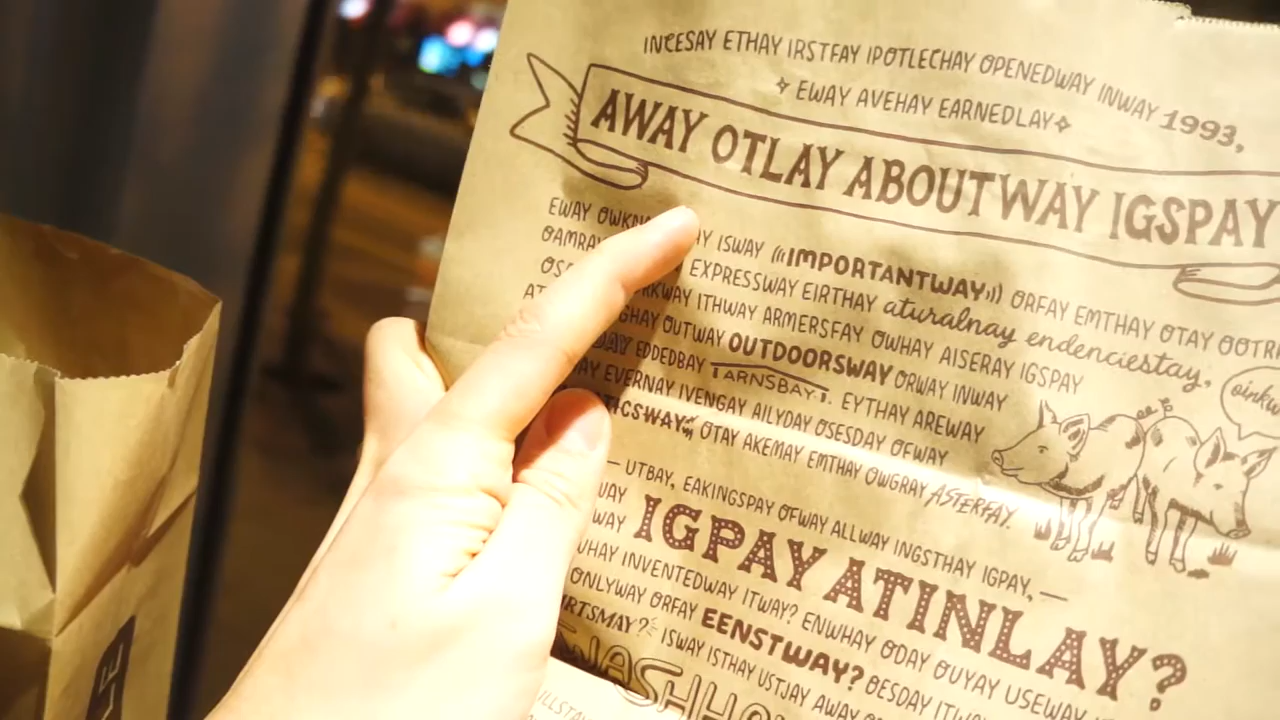 INCESAY ETHAY IRSTFAY IPOTLECHAY OPENEDWAY INWAY 1993,
EWAY AVEHAY EARNEDLAY
AWAY OTLAY ABOUTWAY IGSPAY
EWAY ISWAY IMPORTANTWAY ORFAY EMTHAY OTAY
EXPRESSWAY EIRTHAY aturalnay endenciestay,
ITHWAY ARMERSFAY OWHAY AISERAY IGSPAY
OUTWAY OUTDOORSWAY ORWAY INWAY
EDDEDBAY ARNSBAY. EYTHAY AREWAY
EVERNAY IVENGAY AILYDAY OSESDAY OFWAY
OTAY AKEMAY EMTHAY OWGRAY ASTERFAY.
— UTBAY, EAKINGSPAY OFWAY ALLWAY INGSTHAY IGPAY, —
IGPAY ATINLAY?
INVENTEDWAY ITWAY? ENWHAY ODAY OUYAY USEWAY
ONLYWAY ORFAY EENSTWAY? OESDAY
ISWAY ISTHAY USTJAY AWAY